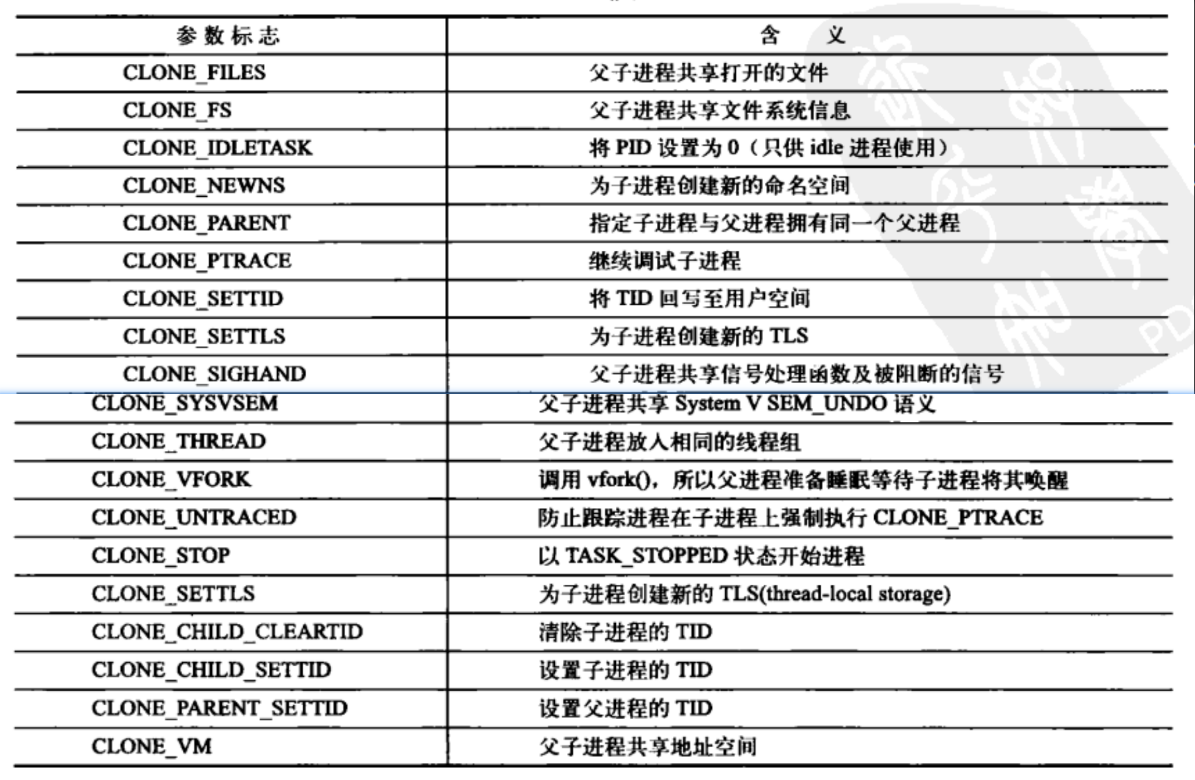 参数标志 含 义
CLONE_FILES 父子进程共享打开的文件
CLONE_FS 父子进程共享文件系统信息
CLONE_IDLETASK 将 PID 设置为 0（只供 idle 进程使用）
CLONE_NEWNS 为子进程创建新的命名空间
CLONE_PARENT 指定子进程与父进程拥有同一个父进程
CLONE_PTRACE 继续调试子进程
CLONE_SETTID 将 TID 回写至用户空间
CLONE_SETTLS 为子进程创建新的 TLS
CLONE_SIGHAND 父子进程共享信号处理函数及被阻断的信号
CLONE_SYSVSEM 父子进程共享 System V SEM_UNDO 语义
CLONE_THREAD 父子进程放入相同的线程组
CLONE_VFORK 调用 vfork()，所以父进程准备睡眠等待子进程将其唤醒
CLONE_UNTRACED 防止跟踪进程在子进程上强制执行 CLONE_PTRACE
CLONE_STOP 以 TASK_STOPPED 状态开始进程
CLONE_SETTLS 为子进程创建新的 TLS(thread-local storage)
CLONE_CHILD_CLEARTID 清除子进程的 TID
CLONE_CHILD_SETTID 设置子进程的 TID
CLONE_PARENT_SETTID 设置父进程的 TID
CLONE_VM 父子进程共享地址空间
PD